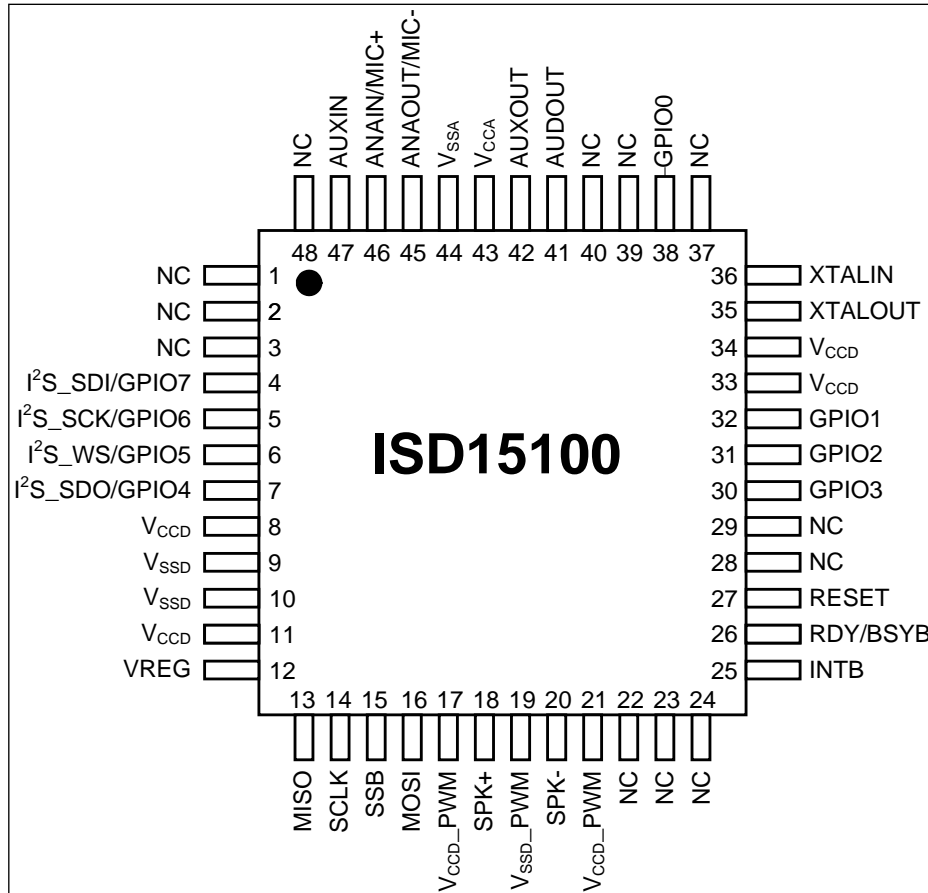 NC
AUXIN
ANAIN/MIC+
ANAOUT/MIC-
VSSA
VCCA
AUXOUT
AUDOUT
NC
NC
GPIO0
NC
48 47 46 45 44 43 42 41 40 39 38 37
NC 1
NC 2
NC 3
I²S_SDI/GPIO7 4
I²S_SCK/GPIO6 5
I²S_WS/GPIO5 6
I²S_SDO/GPIO4 7
VCCD 8
VSSD 9
VSSD 10
VCCD 11
VREG 12
ISD15100
36 XTALIN
35 XTALOUT
34 VCCD
33 VCCD
32 GPIO1
31 GPIO2
30 GPIO3
29 NC
28 NC
27 RESET
26 RDY/BSYB
25 INTB
13 14 15 16 17 18 19 20 21 22 23 24
MISO
SCLK
SSB
MOSI
VCCD_PWM
SPK+
VSSD_PWM
SPK-
VCCD_PWM
NC
NC
NC